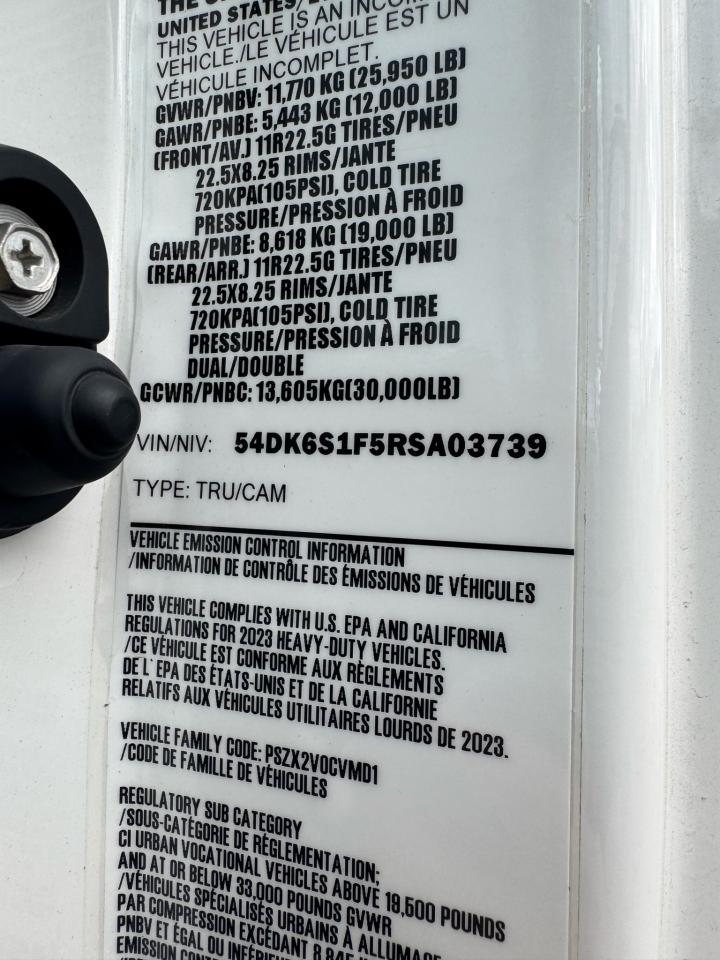 UNITED STATES/
THIS VEHICLE IS AN
VEHICLE./LE VÉHICULE EST UN
VÉHICULE INCOMPLET.
GVWR/PNBV: 11,770 KG (25,950 LB)
GAWR/PNBE: 5,443 KG (12,000 LB)
(FRONT/AV.) 11R22.5G TIRES/PNEU
22.5X8.25 RIMS/JANTE
720KPA(105PSI), COLD TIRE
PRESSURE/PRESSION À FROID
GAWR/PNBE: 8,618 KG (19,000 LB)
(REAR/ARR.) 11R22.5G TIRES/PNEU
22.5X8.25 RIMS/JANTE
720KPA(105PSI), COLD TIRE
PRESSURE/PRESSION À FROID
DUAL/DOUBLE
GCWR/PNBC: 13,605KG(30,000LB)
VIN/NIV: 54DK6S1F5RSA03739
TYPE: TRU/CAM
VEHICLE EMISSION CONTROL INFORMATION
/INFORMATION DE CONTRÔLE DES ÉMISSIONS DE VÉHICULES
THIS VEHICLE COMPLIES WITH U.S. EPA AND CALIFORNIA
REGULATIONS FOR 2023 HEAVY-DUTY VEHICLES.
/CE VÉHICULE EST CONFORME AUX RÈGLEMENTS
DE L'EPA DES ÉTATS-UNIS ET DE LA CALIFORNIE
RELATIFS AUX VÉHICULES UTILITAIRES LOURDS DE 2023.
VEHICLE FAMILY CODE: PSZX2VOCVMD1
/CODE DE FAMILLE DE VÉHICULES
REGULATORY SUB CATEGORY
/SOUS-CATÉGORIE DE RÉGLEMENTATION:
CI URBAN VOCATIONAL VEHICLES ABOVE 19,500 POUNDS
AND AT OR BELOW 33,000 POUNDS GVWR
/VÉHICULES SPÉCIALISÉS URBAINS À ALLUMAGE
PAR COMPRESSION EXCÉDANT 8 845
PNBV ET ÉGAL OU INFÉRIEUR
EMISSION